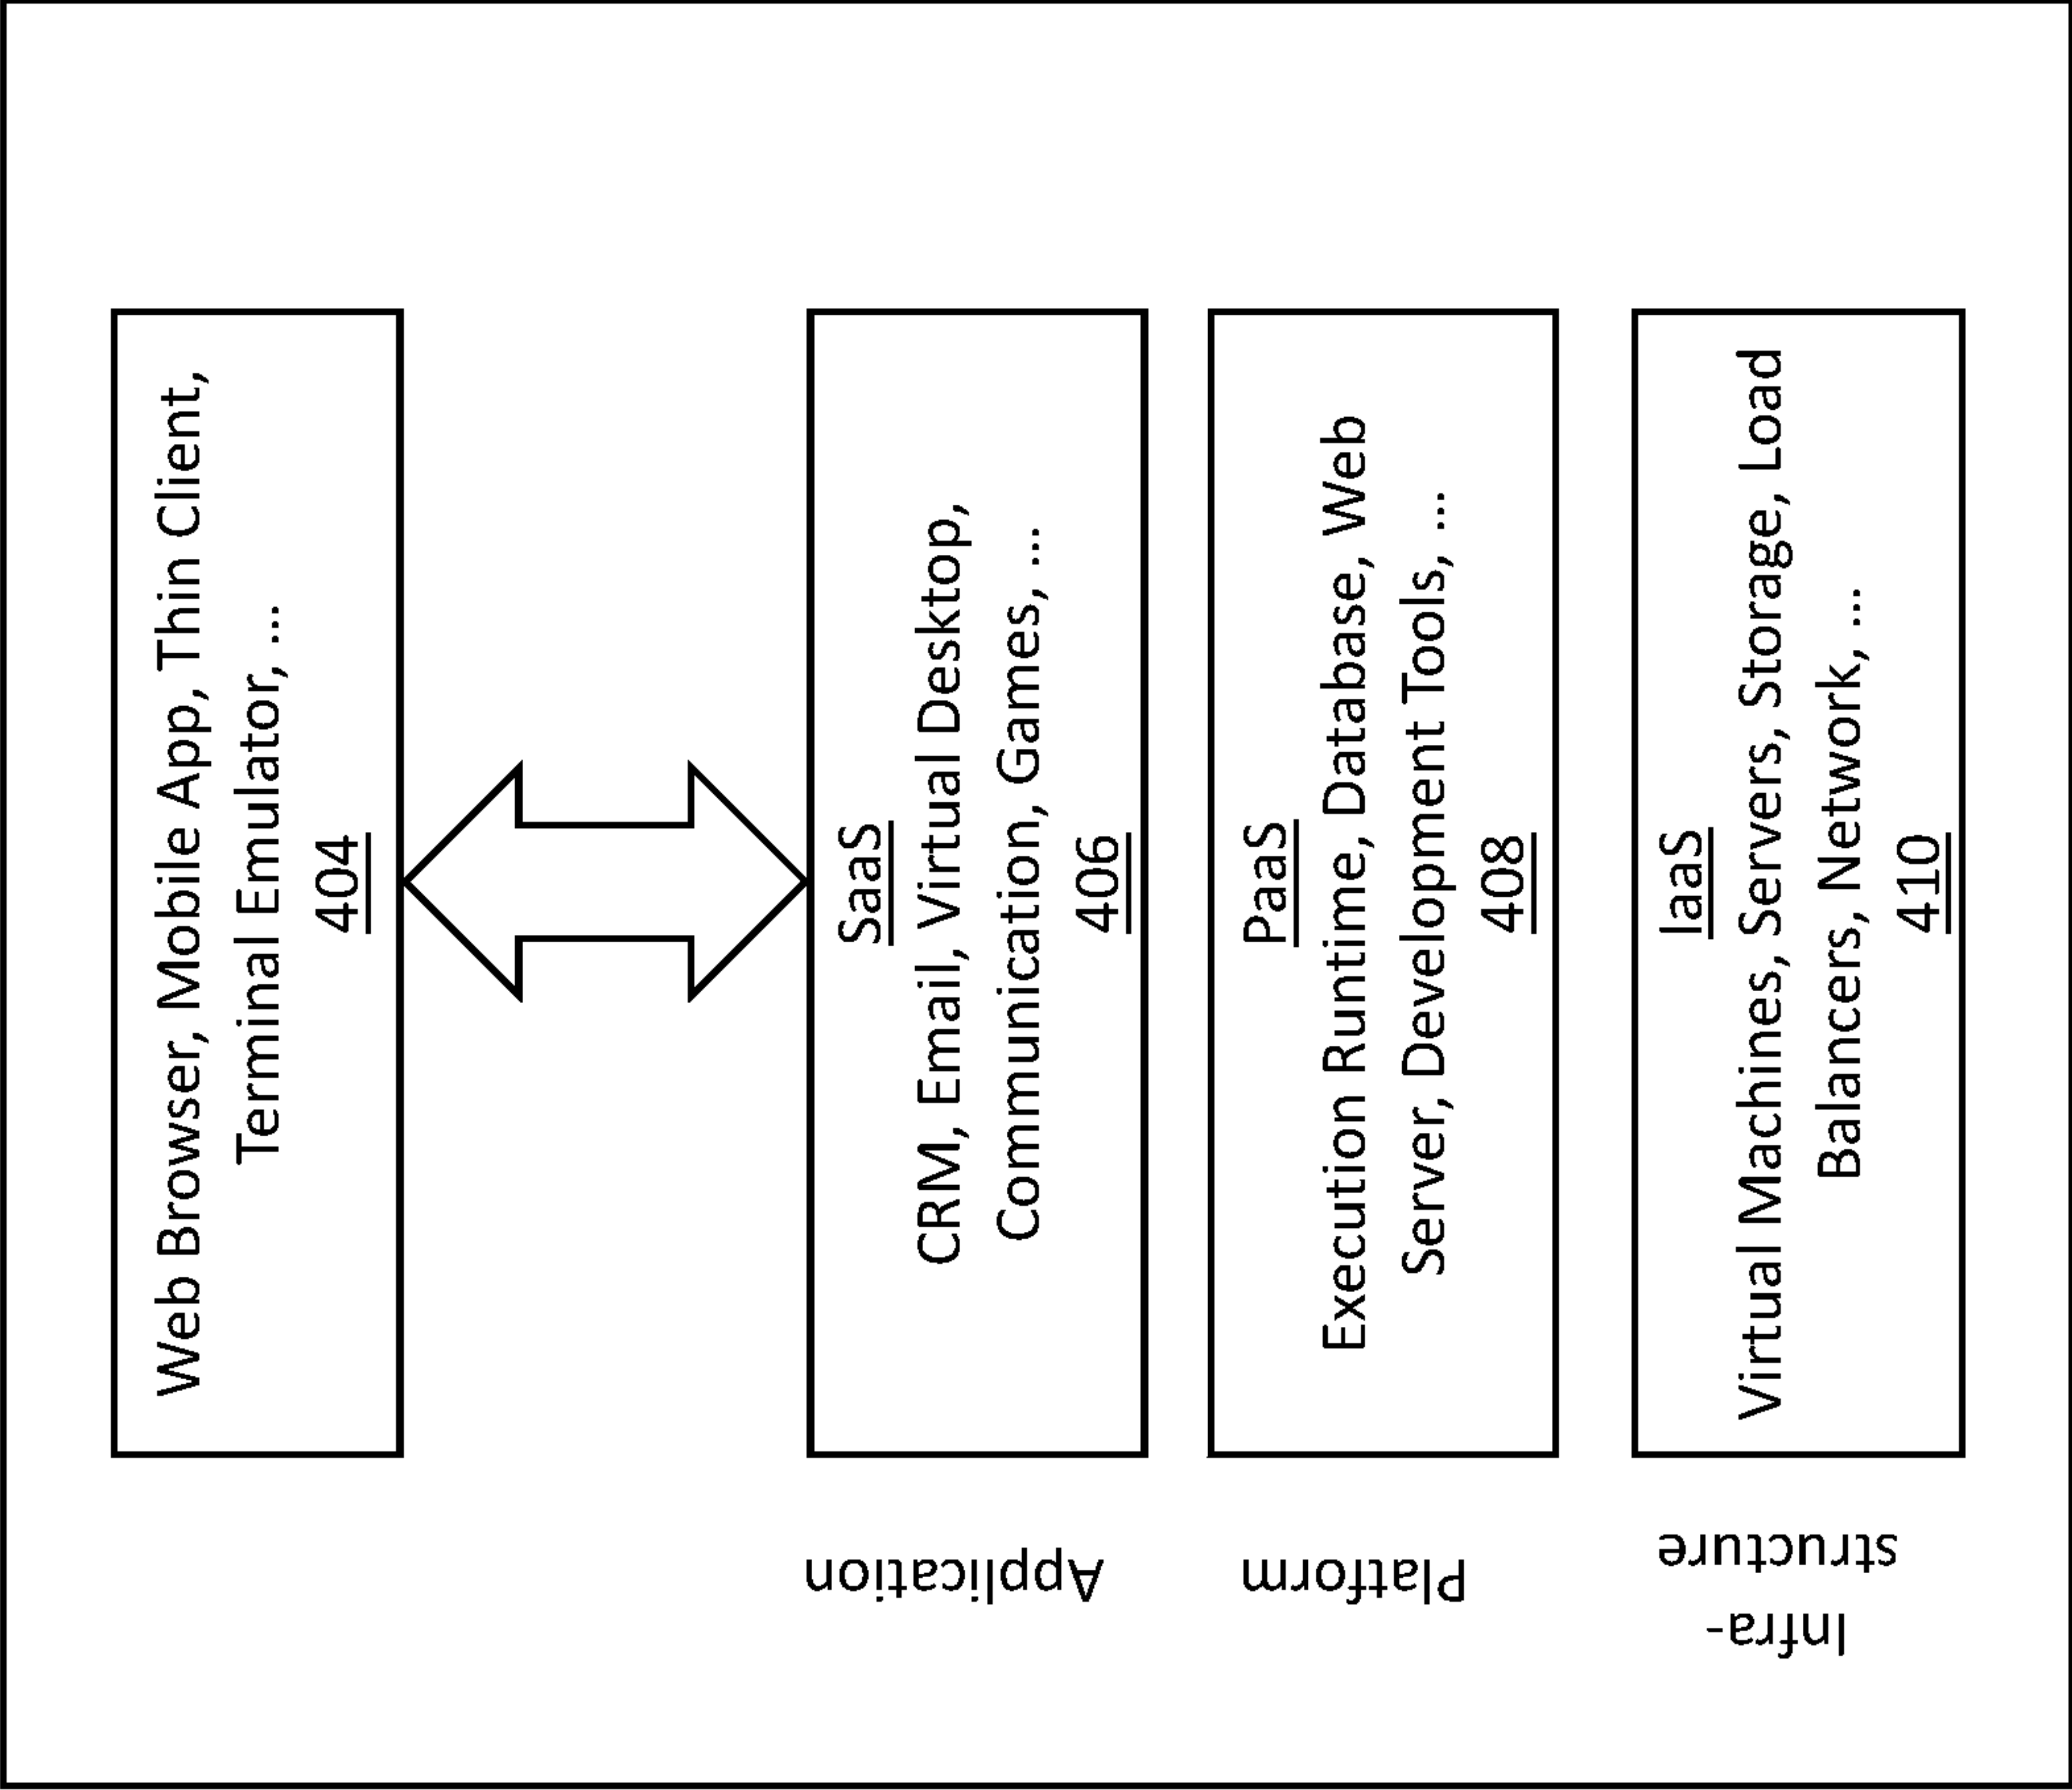 Web Browser, Mobile App, Thin Client,
Terminal Emulator, ...
404
Application
SaaS
CRM, Email, Virtual Desktop,
Communication, Games, ...
406
Platform
PaaS
Execution Runtime, Database, Web
Server, Development Tools, ...
408
Infra-
structure
IaaS
Virtual Machines, Servers, Storage, Load
Balancers, Network, ...
410